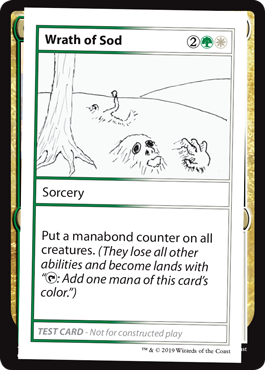 Wrath of Sod 2
Sorcery
Put a manabond counter on all
creatures. (They lose all other
abilities and become lands with
“T: Add one mana of this card’s
color.”)
TEST CARD - Not for constructed play
™ & © 2019 Wizards of the Coast